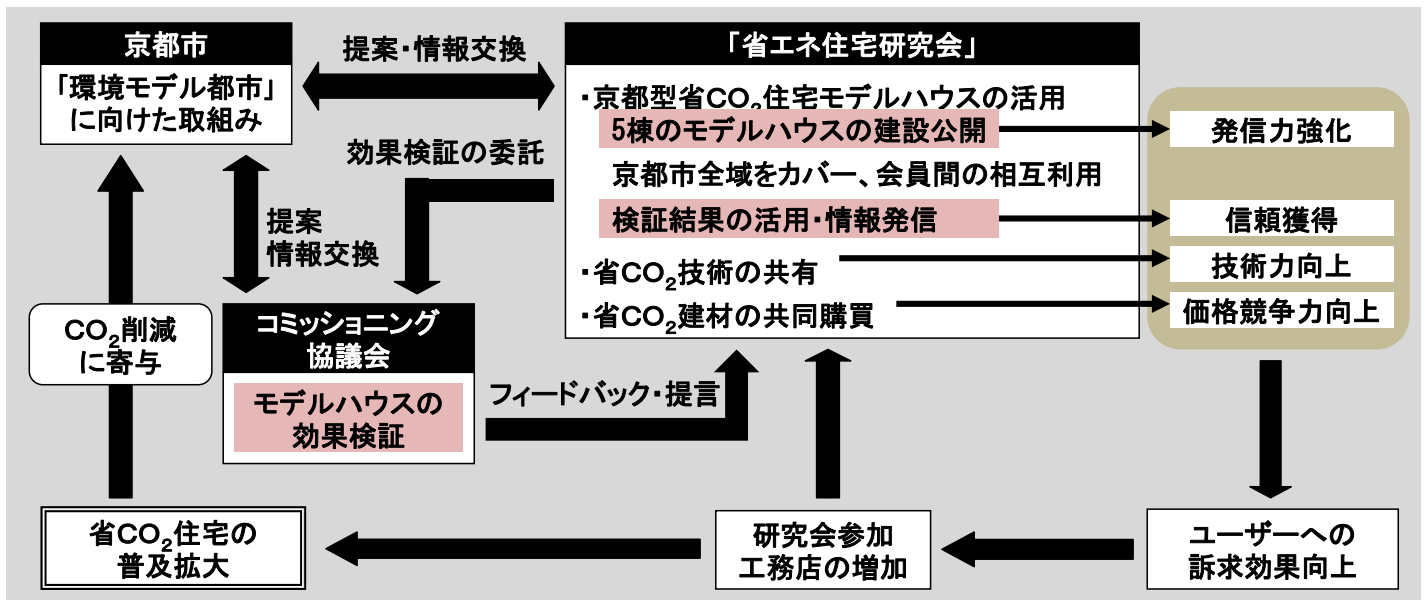 京都市
「環境モデル都市」
に向けた取組み
提案・情報交換
「省エネ住宅研究会」
・京都型省CO₂住宅モデルハウスの活用
5棟のモデルハウスの建設公開
京都市全域をカバー、会員間の相互利用
検証結果の活用・情報発信
・省CO₂技術の共有
・省CO₂建材の共同購買
発信力強化
信頼獲得
技術力向上
価格競争力向上
効果検証の委託
提案
情報交換
CO₂削減
に寄与
コミッショニング
協議会
モデルハウスの
効果検証
フィードバック・提言
省CO₂住宅の
普及拡大
研究会参加
工務店の増加
ユーザーへの
訴求効果向上